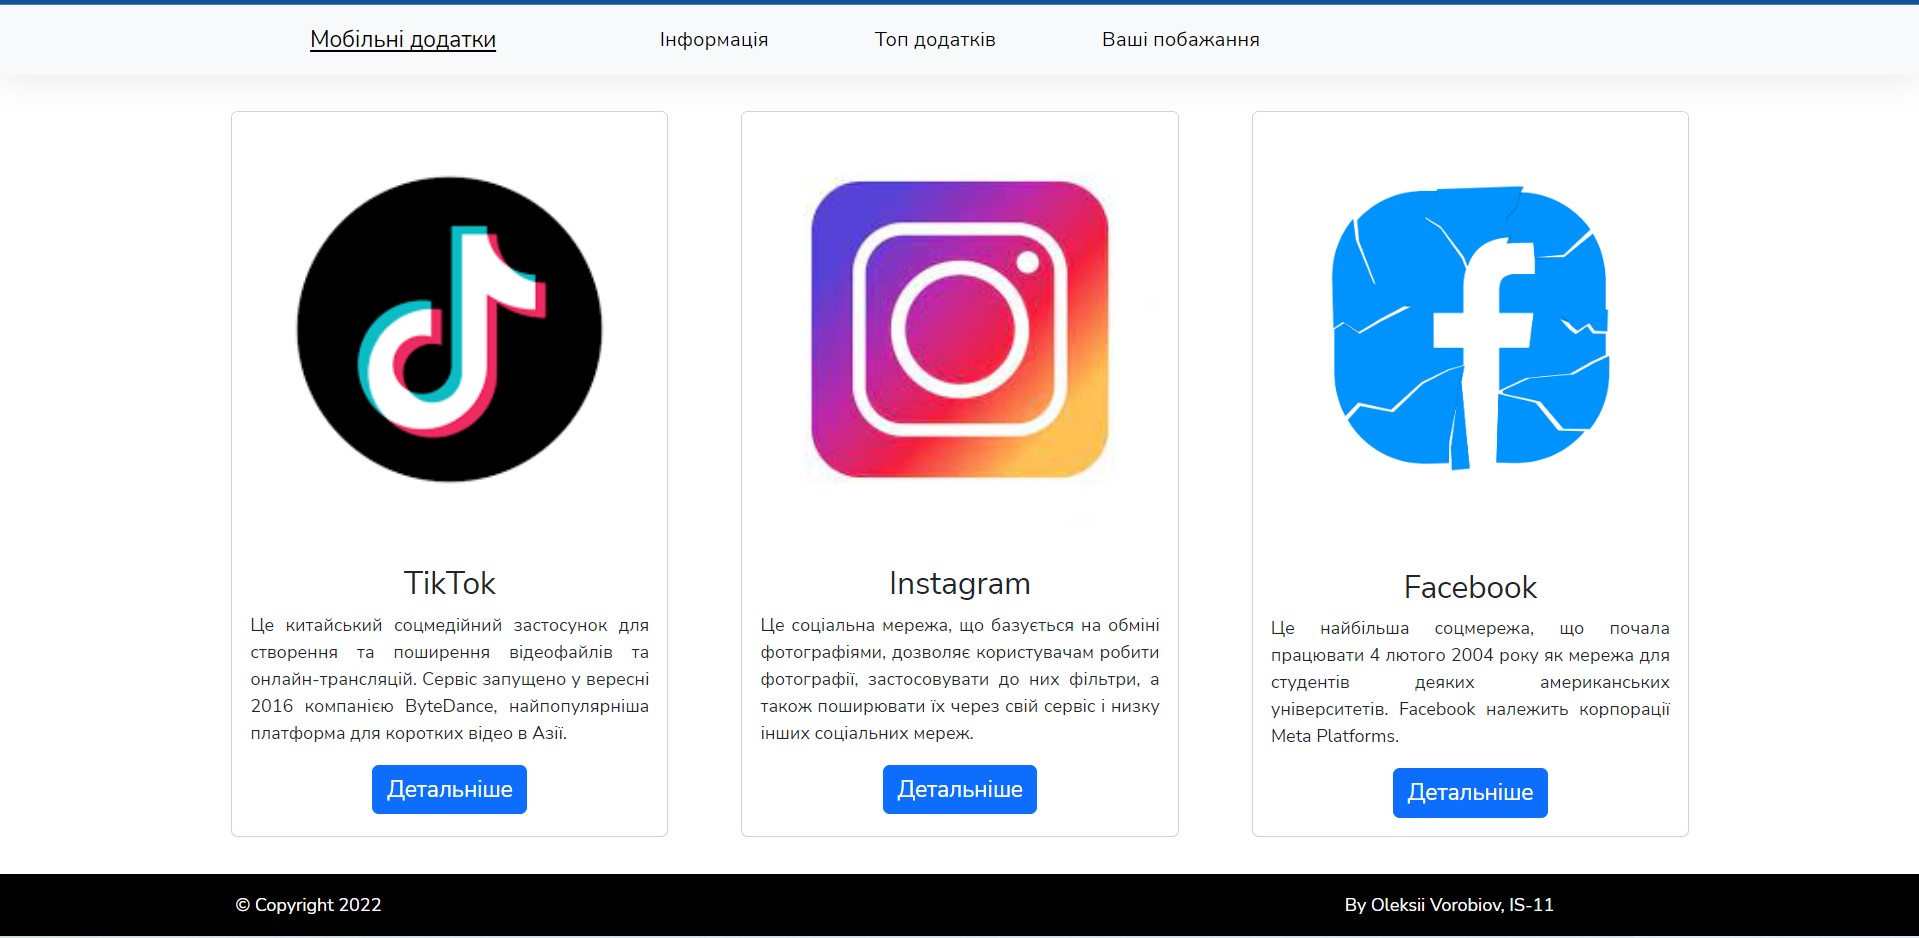 Мобільні додатки Інформація Топ додатків Ваші побажання
TikTok
Це китайський соцмедійний застосунок для
створення та поширення відеофайлів та
онлайн-трансляцій. Сервіс запущено у вересні
2016 компанією ByteDance, найпопулярніша
платформа для коротких відео в Азії.
Детальніше
Instagram
Це соціальна мережа, що базується на обміні
фотографіями, дозволяє користувачам робити
фотографії, застосовувати до них фільтри, а
також поширювати їх через свій сервіс і низку
інших соціальних мереж.
Детальніше
Facebook
Це найбільша соцмережа, що почала
працювати 4 лютого 2004 року як мережа для
студентів деяких американських
університетів. Facebook належить корпорації
Meta Platforms.
Детальніше
© Copyright 2022 By Oleksii Vorobiov, IS-11